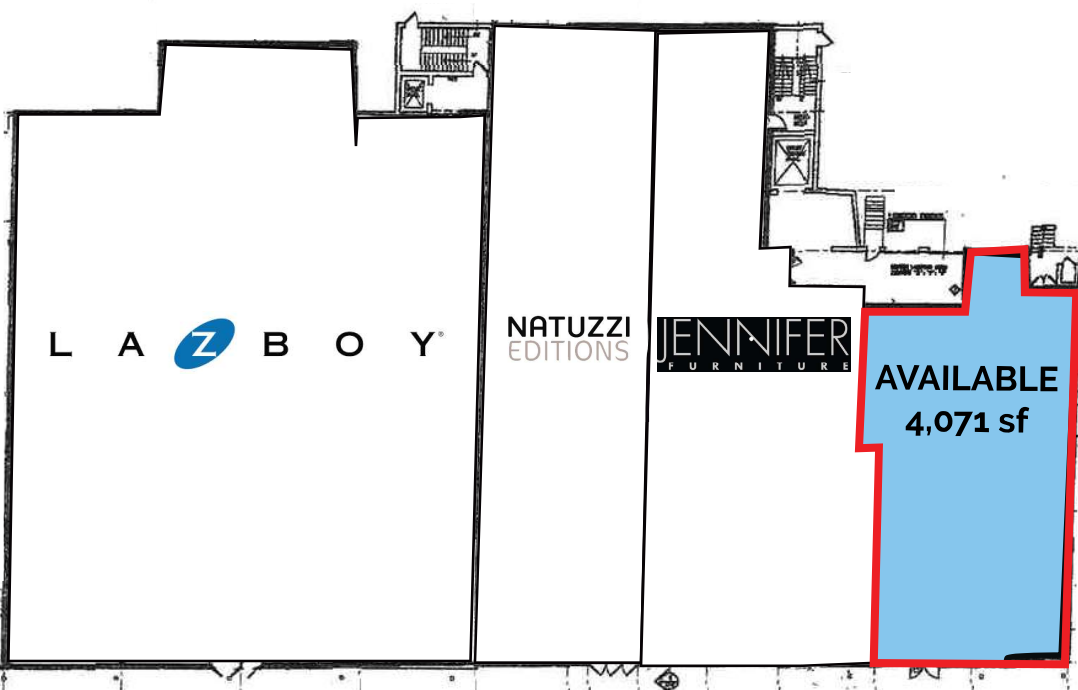 LAZBOY®
NATUZZI
EDITIONS
JENNIFER
FURNITURE
AVAILABLE
4,071 sf